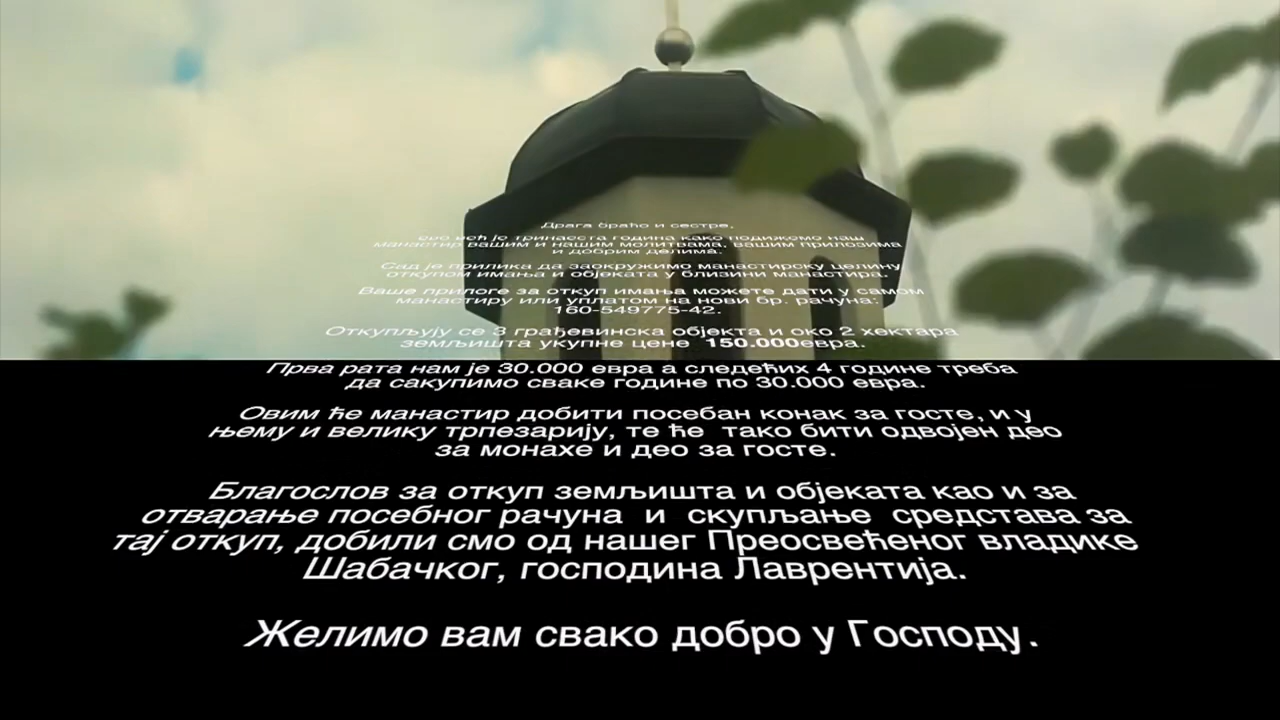 Драга браћо и сестре,
ево већ је тринаеста година како подижемо наш
манастир вашим и нашим молитвама, вашим прилозима
и добрим делима.
Сад је прилика да заокружимо манастирску целину
откупом имања и објеката у близини манастира.
Ваше прилоге за откуп имања можете дати у самом
манастиру или уплатом на нови бр. рачуна:
160-549775-42.
Откупљују се 3 грађевинска објекта и око 2 хектара
земљишта укупне цене 150.000евра.
Прва рата нам је 30.000 евра а следећих 4 године треба
да сакупимо сваке године по 30.000 евра.
Овим ће манастир добити посебан конак за госте, и у
њему и велику трпезарију, те ће тако бити одвојен део
за монахе и део за госте.
Благослов за откуп земљишта и објеката као и за
отварање посебног рачуна и скупљање средстава за
тај откуп, добили смо од нашег Преосвећеног владике
Шабачког, господина Лаврентија.
Желимо вам свако добро у Господу.